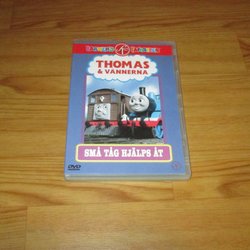 THOMAS
& VÄNNERNA
SMÅ TÅG HJÄLPS ÅT
DVD